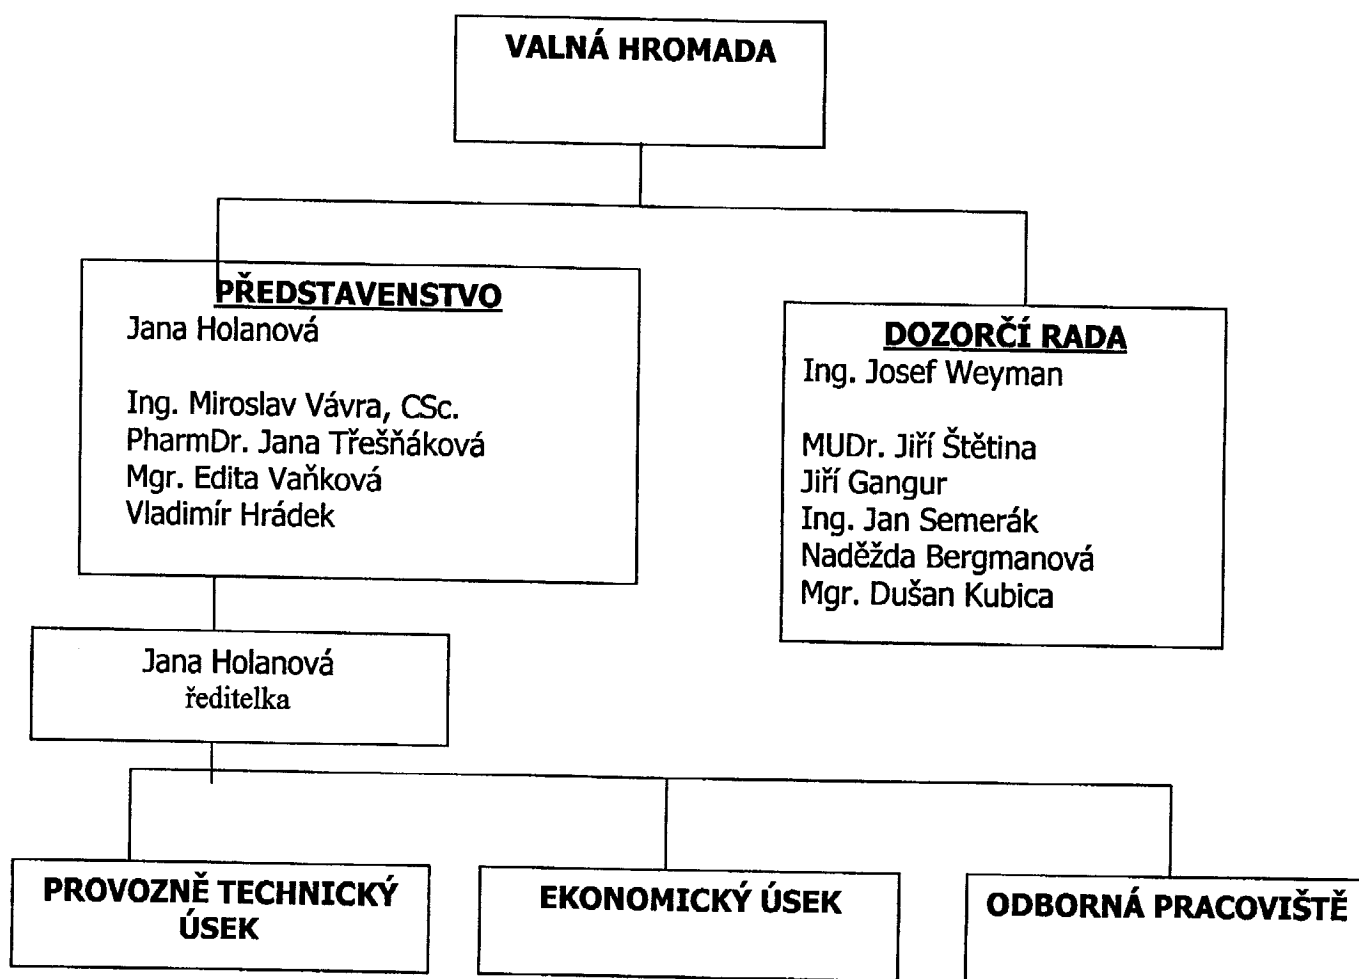 VALNÁ HROMADA
PŘEDSTAVENSTVO
Jana Holanová
Ing. Miroslav Vávra, CSc.
PharmDr. Jana Třešňáková
Mgr. Edita Vaňková
Vladimír Hrádek
DOZORČÍ RADA
Ing. Josef Weyman
MUDr. Jiří Štětina
Jiří Gangur
Ing. Jan Semerák
Naděžda Bergmanová
Mgr. Dušan Kubica
Jana Holanová
ředitelka
PROVOZNĚ TECHNICKÝ
ÚSEK
EKONOMICKÝ ÚSEK
ODBORNÁ PRACOVIŠTĚ